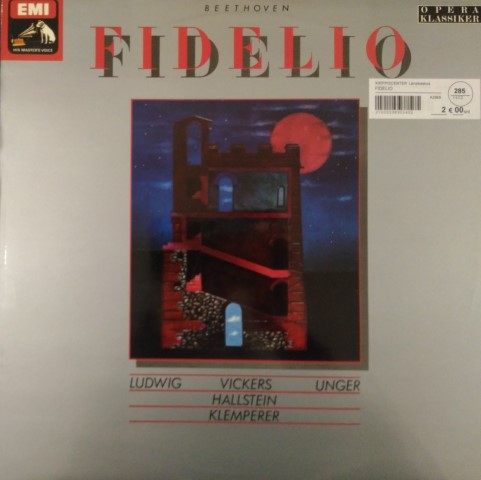 EMI
HIS MASTER'S VOICE
BEETHOVEN
OPERA
KLASSIKER
FIDELIO
FIDELIO
285
2 € 00
LUDWIG VICKERS UNGER
HALLSTEIN
KLEMPERER